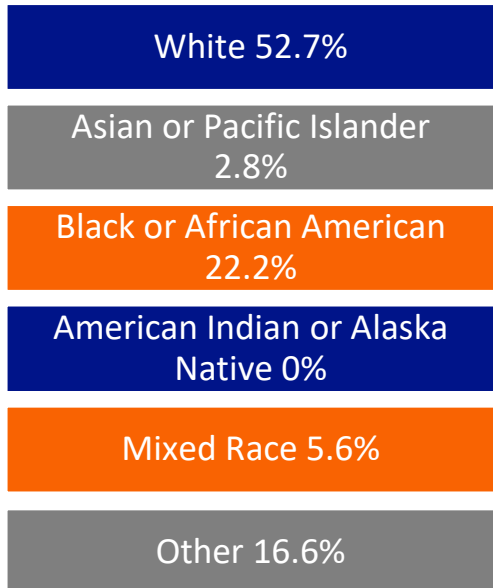 White 52.7%
Asian or Pacific Islander
2.8%
Black or African American
22.2%
American Indian or Alaska
Native 0%
Mixed Race 5.6%
Other 16.6%